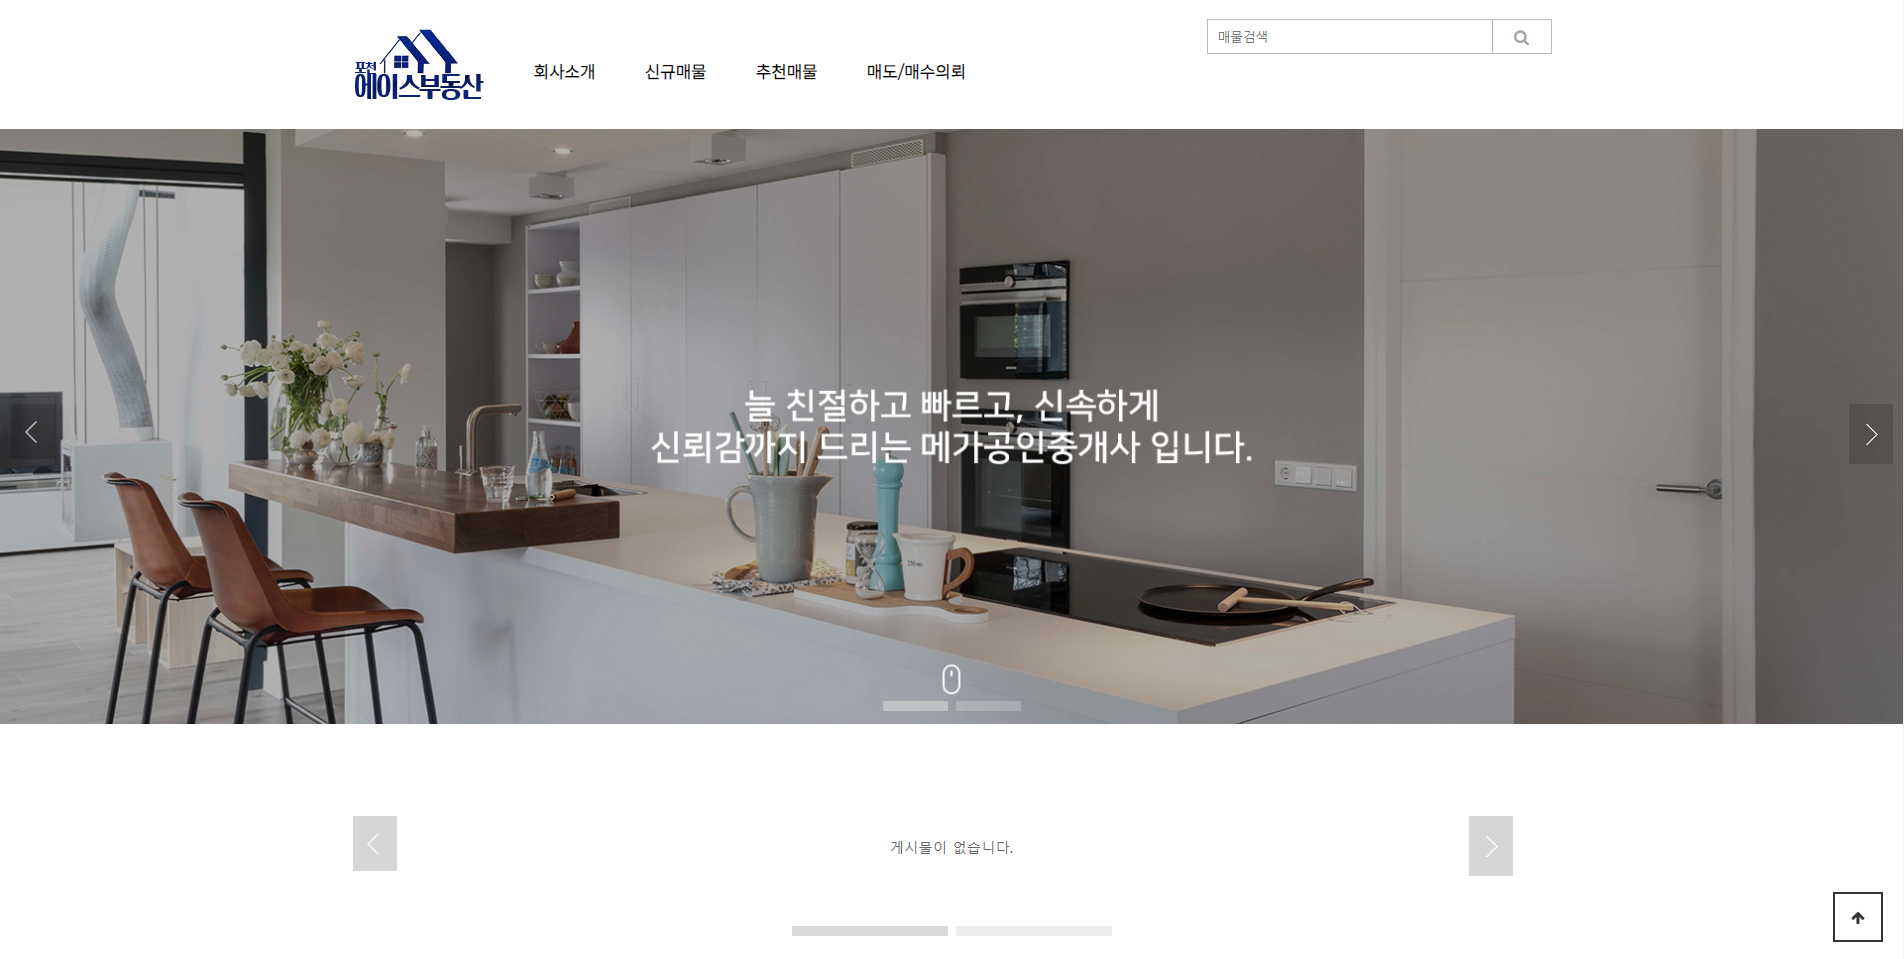 포천
에이스부동산
회사소개
신규매물
추천매물
매도/매수의뢰
매물검색
늘 친절하고 빠르고, 신속하게
신뢰감까지 드리는 메가공인중개사 입니다.
게시물이 없습니다.